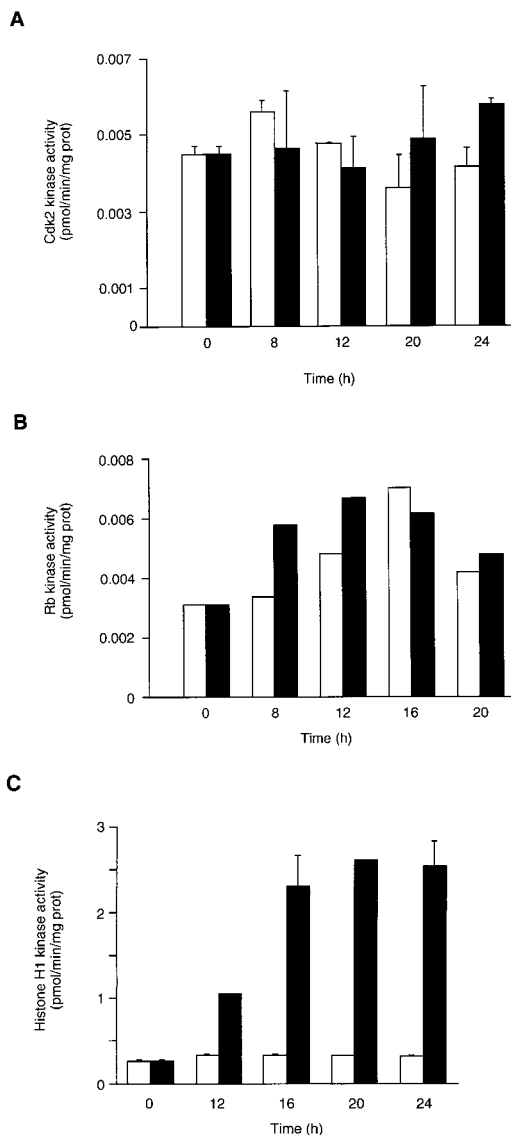 A
Cdk2 kinase activity
(pmol/min/mg prot)
0.007
0.005
0.003
0.001
0
0 8 12 20 24
Time (h)
B
Rb kinase activity
(pmol/min/mg prot)
0.008
0.006
0.004
0.002
0
0 8 12 16 20
Time (h)
C
Histone H1 kinase activity
(pmol/min/mg prot)
3
2
1
0
0 12 16 20 24
Time (h)